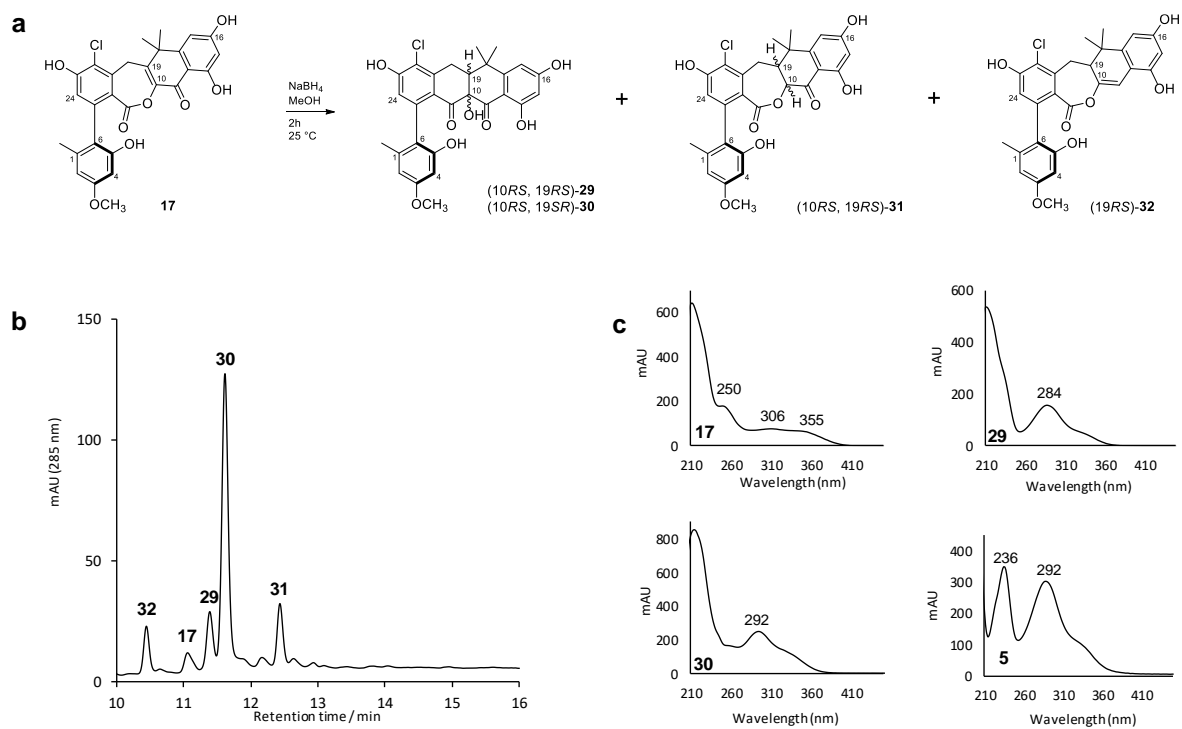 a
OH
Cl
HO
16
19
10
24
O
O
O
OH
6
OH
1
4
OCH₃
17
NaBH₄
MeOH
2h
25 °C
H
Cl
HO
19
16
OH
10
24
OH
O
O
OH
6
OH
1
4
OCH₃
(10RS, 19RS)-29
(10RS, 19SR)-30
+
OH
Cl
H
HO
16
19
10
24
O
H
O
O
OH
6
OH
1
4
OCH₃
(10RS, 19RS)-31
+
OH
Cl
HO
16
19
10
24
O
O
OH
6
OH
1
4
OCH₃
(19RS)-32
b
mAU (285 nm)
150
100
50
0
32
17
29
30
31
10 11 12 13 14 15 16
Retention time / min
c
mAU
600
400
200
0
250
306
355
17
210 260 310 360 410
Wavelength (nm)
mAU
600
400
200
0
284
29
210 260 310 360 410
Wavelength (nm)
mAU
800
600
400
200
0
292
30
210 260 310 360 410
Wavelength (nm)
mAU
400
300
200
100
0
236
292
5
210 260 310 360 410
Wavelength (nm)